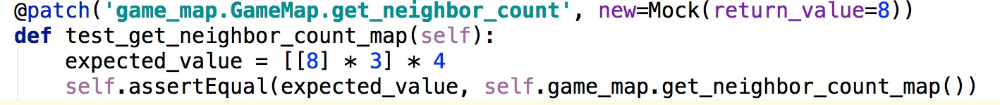 @patch('game_map.GameMap.get_neighbor_count', new=Mock(return_value=8))
def test_get_neighbor_count_map(self):
    expected_value = [[8] * 3] * 4
    self.assertEqual(expected_value, self.game_map.get_neighbor_count_map())